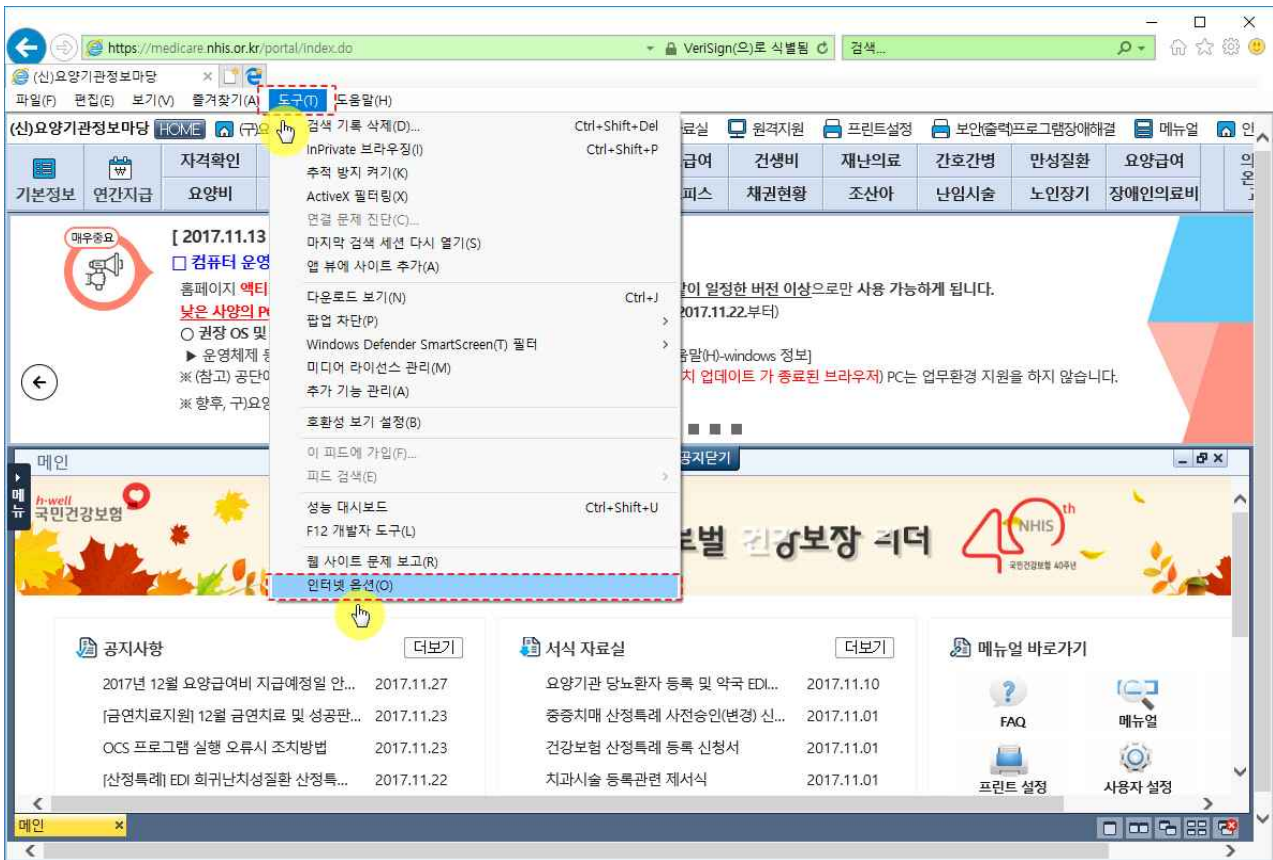 https://medicare.nhis.or.kr/portal/index.do
VeriSign(으)로 식별됨
검색...
(신)요양기관정보마당
파일(F) 편집(E) 보기(V) 즐겨찾기(A) 도구(T) 도움말(H)
(신)요양기관정보마당 HOME (구)요
료실 원격지원 프린트설정 보안(출력)프로그램장애해결 메뉴얼 인
기본정보 연간지급
자격확인 급여 건생비 재난의료 간호간병 만성질환 요양급여
요양비 피스 채권현황 조산아 난임시술 노인장기 장애인의료비
검색 기록 삭제(D)... Ctrl+Shift+Del
InPrivate 브라우징(I) Ctrl+Shift+P
추적 방지 켜기(K)
ActiveX 필터링(X)
연결 문제 진단(C)...
마지막 검색 세션 다시 열기(S)
앱 뷰에 사이트 추가(A)
다운로드 보기(N) Ctrl+J
팝업 차단(P)
Windows Defender SmartScreen(T) 필터
미디어 라이선스 관리(M)
추가 기능 관리(A)
호환성 보기 설정(B)
이 피드에 가입(F)...
피드 검색(E)
성능 대시보드 Ctrl+Shift+U
F12 개발자 도구(L)
웹 사이트 문제 보고(R)
인터넷 옵션(O)
매우중요
[ 2017.11.13
□ 컴퓨터 운영
홈페이지 액티
같이 일정한 버전 이상으로만 사용 가능하게 됩니다.
낮은 사양의 PC
2017.11.22.부터)
○ 권장 OS 및
▶ 운영체제 등
움말(H)-windows 정보]
※ (참고) 공단이
치 업데이트 가 종료된 브라우저) PC는 업무환경 지원을 하지 않습니다.
※ 향후, 구)요양
공지닫기
메인
메뉴
h-well
국민건강보험
로벌 건강보장 리더
40th
NHIS
국민건강보험 40주년
공지사항 더보기
2017년 12월 요양급여비 지급예정일 안... 2017.11.27
[금연치료지원] 12월 금연치료 및 성공판... 2017.11.23
OCS 프로그램 실행 오류시 조치방법 2017.11.23
[산정특례] EDI 희귀난치성질환 산정특... 2017.11.22
서식 자료실 더보기
요양기관 당뇨환자 등록 및 약국 EDI... 2017.11.10
중증치매 산정특례 사전승인(변경) 신... 2017.11.01
건강보험 산정특례 등록 신청서 2017.11.01
치과시술 등록관련 제서식 2017.11.01
메뉴얼 바로가기
FAQ 메뉴얼
프린트 설정 사용자 설정
메인